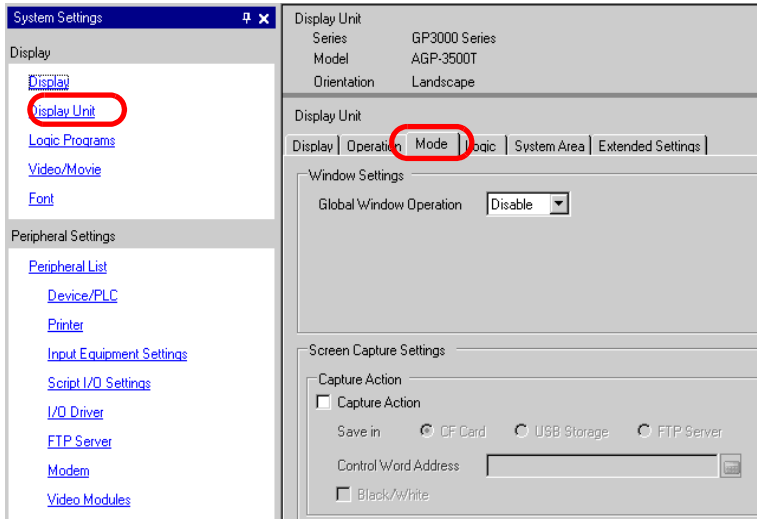 System Settings
Display
Display
Display Unit
Logic Programs
Video/Movie
Font
Peripheral Settings
Peripheral List
Device/PLC
Printer
Input Equipment Settings
Script I/O Settings
I/O Driver
FTP Server
Modem
Video Modules
Display Unit
Series GP3000 Series
Model AGP-3500T
Orientation Landscape
Display Unit
Display Operation Mode Logic System Area Extended Settings
Window Settings
Global Window Operation Disable
Screen Capture Settings
Capture Action
Capture Action
Save in CF Card USB Storage FTP Server
Control Word Address
Black/White